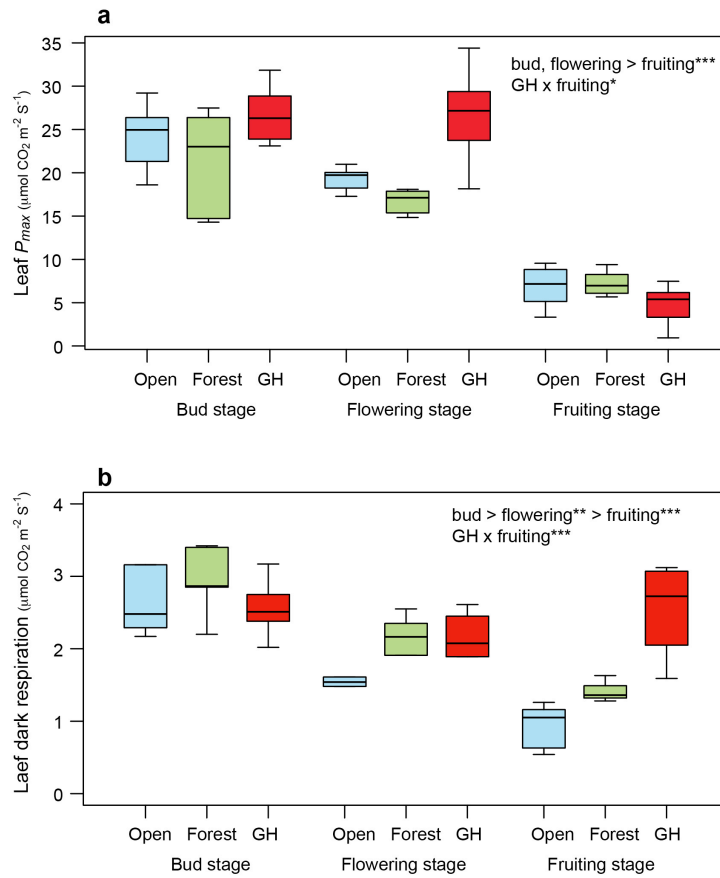 a
Leaf Pmax (μmol CO2 m-2 S-1)
35
30
25
20
15
10
5
0
bud, flowering > fruiting***
GH x fruiting*
Open Forest GH Open Forest GH Open Forest GH
Bud stage Flowering stage Fruiting stage
b
Laef dark respiration (μmol CO2 m-2 S-1)
4
3
2
1
0
bud > flowering** > fruiting***
GH x fruiting***
Open Forest GH Open Forest GH Open Forest GH
Bud stage Flowering stage Fruiting stage